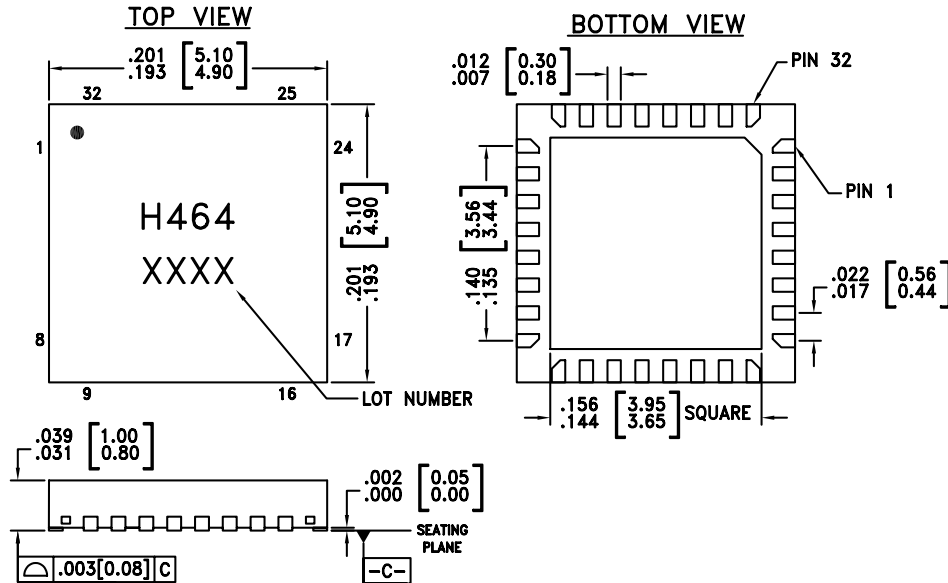 TOP VIEW
.201 [5.10]
.193 [4.90]
32
25
1
24
H464
XXXX
[5.10]
[4.90]
.201
.193
8
17
9
16
LOT NUMBER
BOTTOM VIEW
.012 [0.30]
.007 [0.18]
PIN 32
PIN 1
[3.56]
[3.44]
.140
.135
.022 [0.56]
.017 [0.44]
.156 [3.95]
.144 [3.65]
SQUARE
.039 [1.00]
.031 [0.80]
.002 [0.05]
.000 [0.00]
SEATING
PLANE
.003[0.08] C
-C-